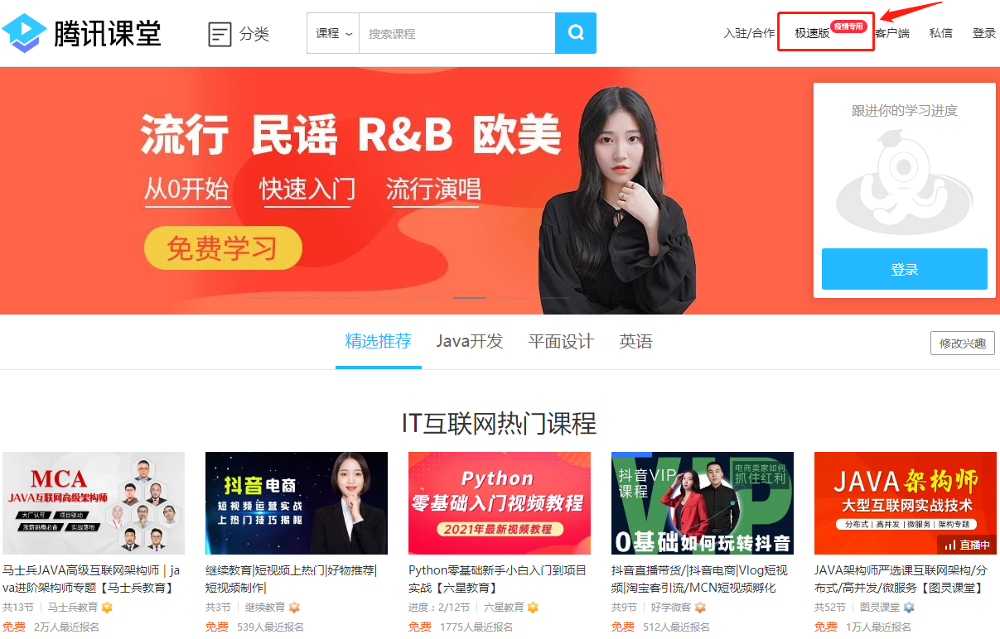 腾讯课堂
分类
课程
搜索课程
入驻/合作
极速版
疫情专用
客户端
私信
登录
流行 民谣 R&B 欧美
从0开始 快速入门 流行演唱
免费学习
跟进你的学习进度
登录
精选推荐
Java开发
平面设计
英语
修改兴趣
IT互联网热门课程
MCA
JAVA互联网高级架构师
大厂认可 项目驱动
涨薪跳槽必备 实战落地
马士兵JAVA高级互联网架构师｜ja
va进阶架构师专题【马士兵教育】
共13节 马士兵教育
免费 2万人最近报名
抖音电商
短视频运营实战
上热门技巧揭秘
继续教育|短视频上热门|好物推荐|
短视频制作|
共3节 继续教育
免费 539人最近报名
Python
零基础入门视频教程
2021年最新视频教程
Python零基础新手小白入门到项目
实战【六星教育】
进度：2/12节 六星教育
免费 1775人最近报名
VIP
抖音VIP
课程
电商卖家如何
抓住红利
0基础如何玩转抖音
抖音直播带货/|抖音电商|Vlog短视
频|淘宝客引流/MCN短视频孵化
共9节 好学微客
免费 512人最近报名
JAVA架构师
大型互联网实战技术
分布式 | 高并发 | 微服务 | 架构专题
直播中
JAVA架构师严选课互联网架构/分
布式/高并发/微服务【图灵课堂】
共52节 图灵课堂
免费 1万人最近报名